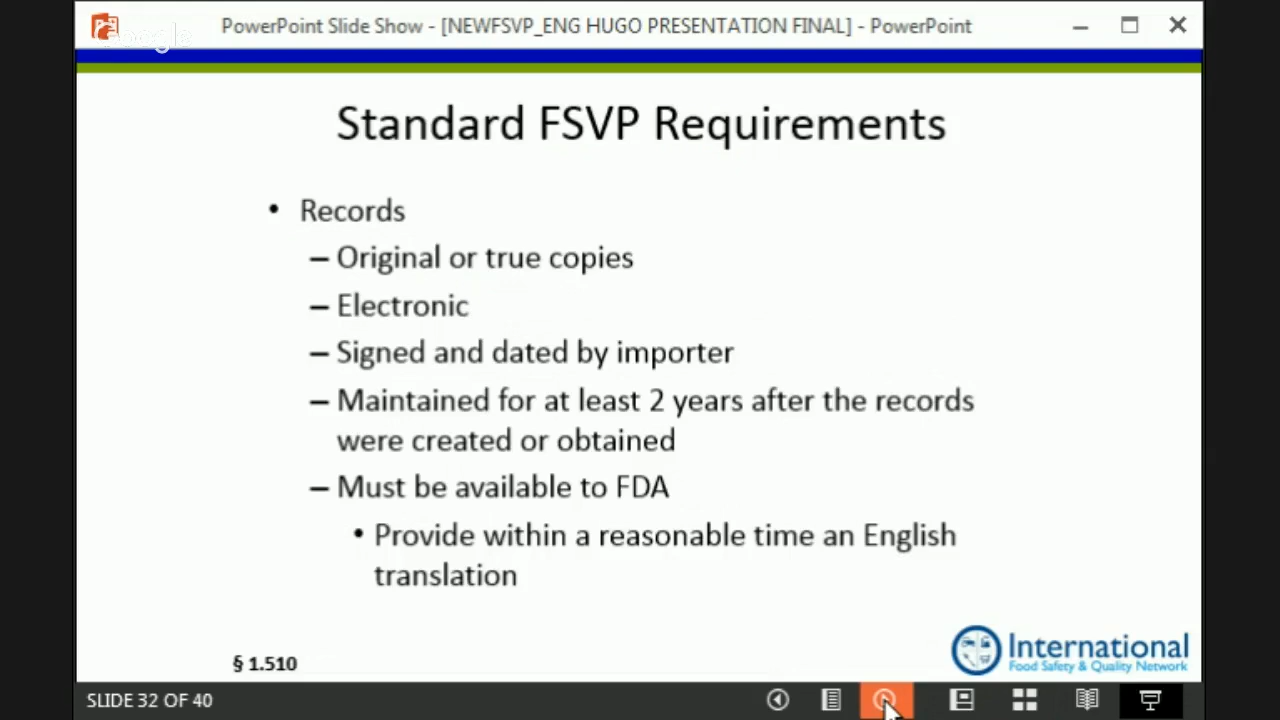 PowerPoint Slide Show - [NEWFSVP_ENG HUGO PRESENTATION FINAL] - PowerPoint
Google
Standard FSVP Requirements
• Records
– Original or true copies
– Electronic
– Signed and dated by importer
– Maintained for at least 2 years after the records
were created or obtained
– Must be available to FDA
• Provide within a reasonable time an English
translation
§ 1.510
International
Food Safety & Quality Network
SLIDE 32 OF 40